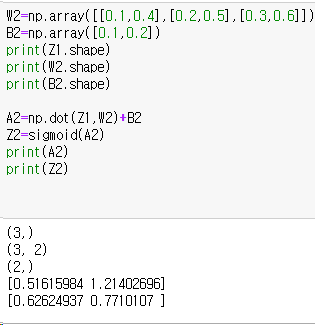 W2=np.array([[0.1,0.4],[0.2,0.5],[0.3,0.6]])
B2=np.array([0.1,0.2])
print(Z1.shape)
print(W2.shape)
print(B2.shape)
A2=np.dot(Z1,W2)+B2
Z2=sigmoid(A2)
print(A2)
print(Z2)
(3,)
(3, 2)
(2,)
[0.51615984 1.21402696]
[0.62624937 0.7710107 ]